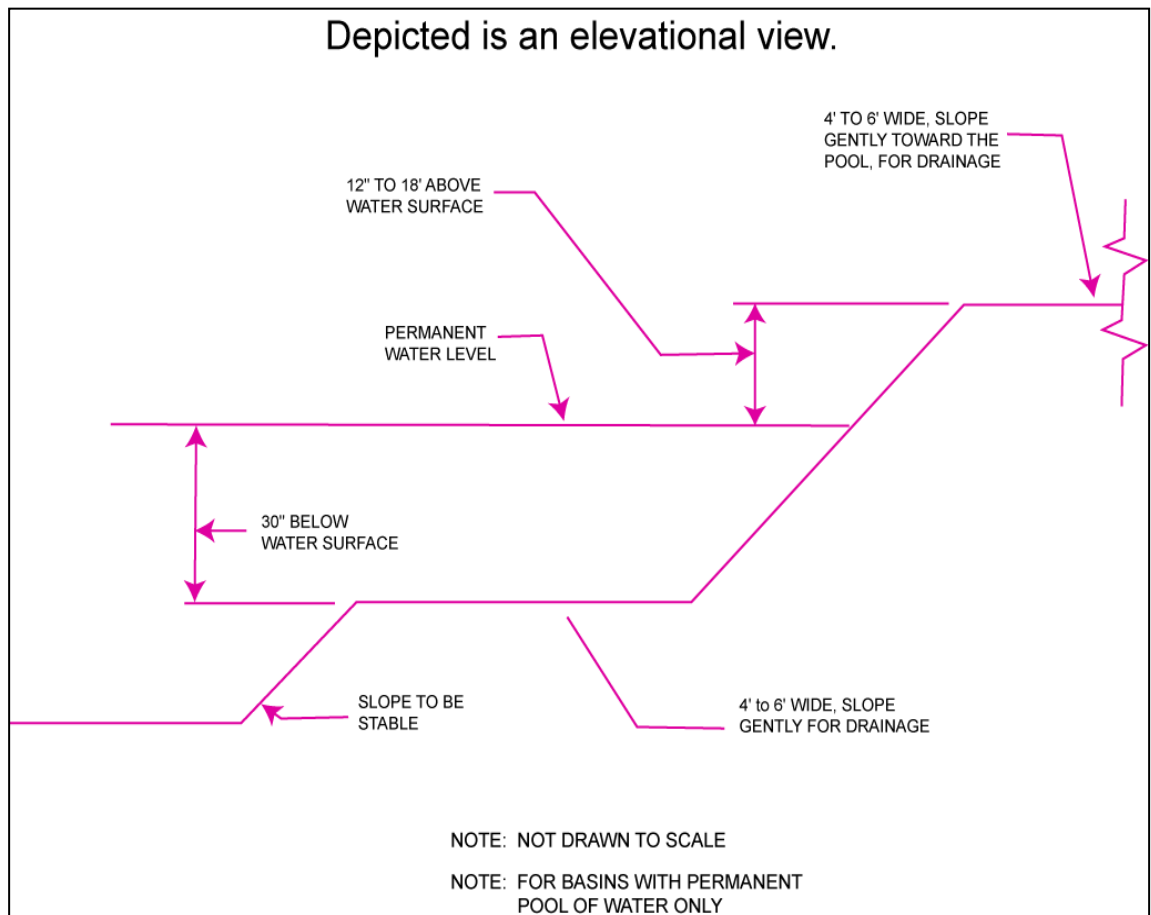 Depicted is an elevational view.
4' TO 6' WIDE, SLOPE
GENTLY TOWARD THE
POOL, FOR DRAINAGE
12" TO 18' ABOVE
WATER SURFACE
PERMANENT
WATER LEVEL
30" BELOW
WATER SURFACE
SLOPE TO BE
STABLE
4' to 6' WIDE, SLOPE
GENTLY FOR DRAINAGE
NOTE: NOT DRAWN TO SCALE
NOTE: FOR BASINS WITH PERMANENT
POOL OF WATER ONLY